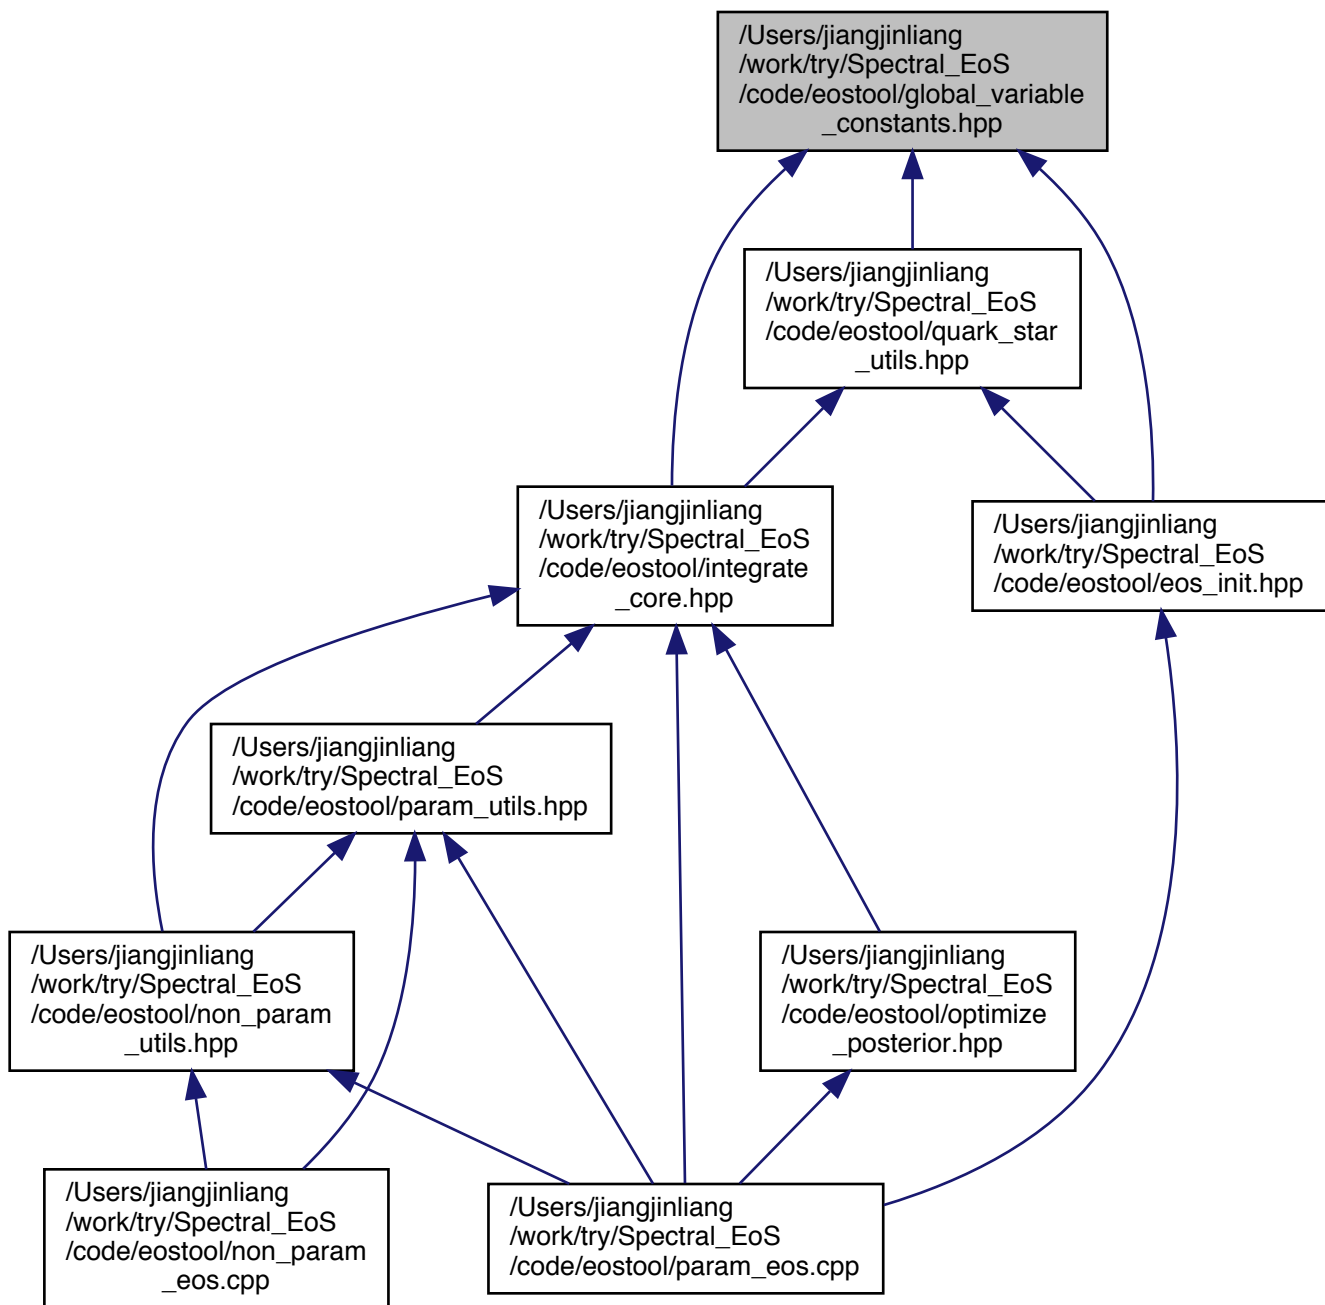 /Users/jiangjinliang
/work/try/Spectral_EoS
/code/eostool/global_variable
_constants.hpp
/Users/jiangjinliang
/work/try/Spectral_EoS
/code/eostool/quark_star
_utils.hpp
/Users/jiangjinliang
/work/try/Spectral_EoS
/code/eostool/integrate
_core.hpp
/Users/jiangjinliang
/work/try/Spectral_EoS
/code/eostool/eos_init.hpp
/Users/jiangjinliang
/work/try/Spectral_EoS
/code/eostool/param_utils.hpp
/Users/jiangjinliang
/work/try/Spectral_EoS
/code/eostool/non_param
_utils.hpp
/Users/jiangjinliang
/work/try/Spectral_EoS
/code/eostool/optimize
_posterior.hpp
/Users/jiangjinliang
/work/try/Spectral_EoS
/code/eostool/non_param
_eos.cpp
/Users/jiangjinliang
/work/try/Spectral_EoS
/code/eostool/param_eos.cpp